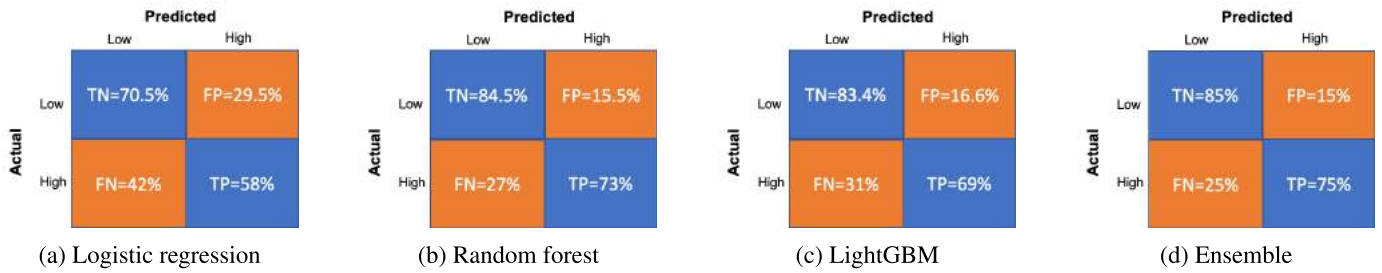 Predicted
Low High
Actual
Low TN=70.5% FP=29.5%
High FN=42% TP=58%
(a) Logistic regression
Predicted
Low High
Actual
Low TN=84.5% FP=15.5%
High FN=27% TP=73%
(b) Random forest
Predicted
Low High
Actual
Low TN=83.4% FP=16.6%
High FN=31% TP=69%
(c) LightGBM
Predicted
Low High
Actual
Low TN=85% FP=15%
High FN=25% TP=75%
(d) Ensemble